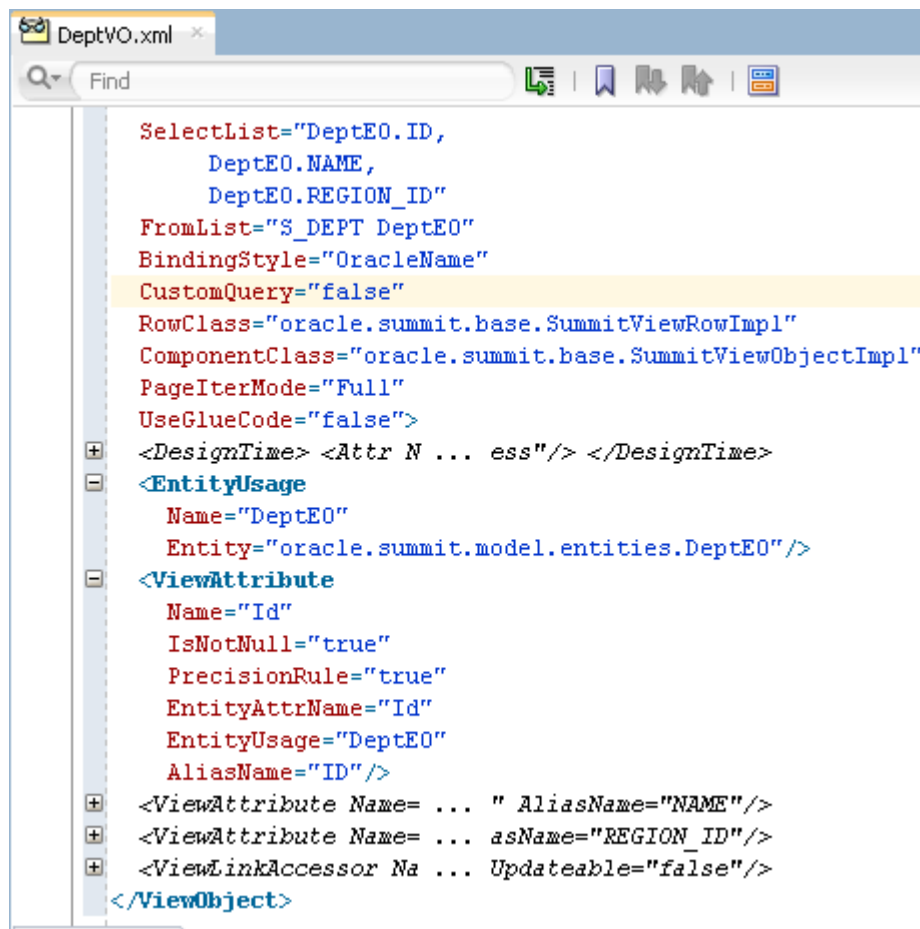 DeptVO.xml
Find
SelectList="DeptEO.ID,
DeptEO.NAME,
DeptEO.REGION_ID"
FromList="S_DEPT DeptEO"
BindingStyle="OracleName"
CustomQuery="false"
RowClass="oracle.summit.base.SummitViewRowImpl"
ComponentClass="oracle.summit.base.SummitViewObjectImpl"
PageIterMode="Full"
UseGlueCode="false">
<DesignTime> <Attr N ... ess"/> </DesignTime>
<EntityUsage
Name="DeptEO"
Entity="oracle.summit.model.entities.DeptEO"/>
<ViewAttribute
Name="Id"
IsNotNull="true"
PrecisionRule="true"
EntityAttrName="Id"
EntityUsage="DeptEO"
AliasName="ID"/>
<ViewAttribute Name= ... " AliasName="NAME"/>
<ViewAttribute Name= ... asName="REGION_ID"/>
<ViewLinkAccessor Na ... Updateable="false"/>
</ViewObject>